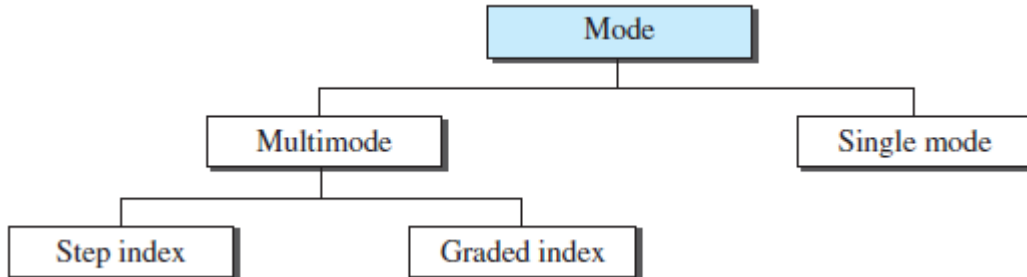 Mode
Multimode
Single mode
Step index
Graded index